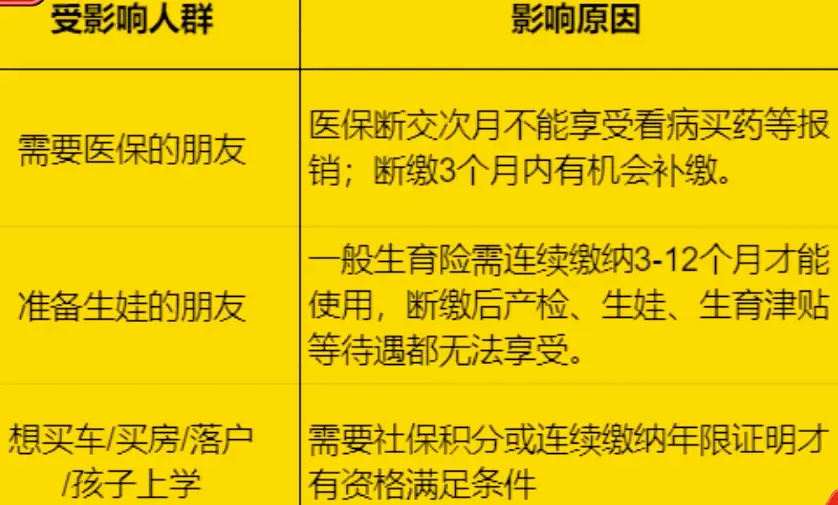 受影响人群
影响原因
需要医保的朋友
医保断交次月不能享受看病买药等报
销；断缴3个月内有机会补缴。
准备生娃的朋友
一般生育险需连续缴纳3-12个月才能
使用，断缴后产检、生娃、生育津贴
等待遇都无法享受。
想买车/买房/落户
/孩子上学
需要社保积分或连续缴纳年限证明才
有资格满足条件